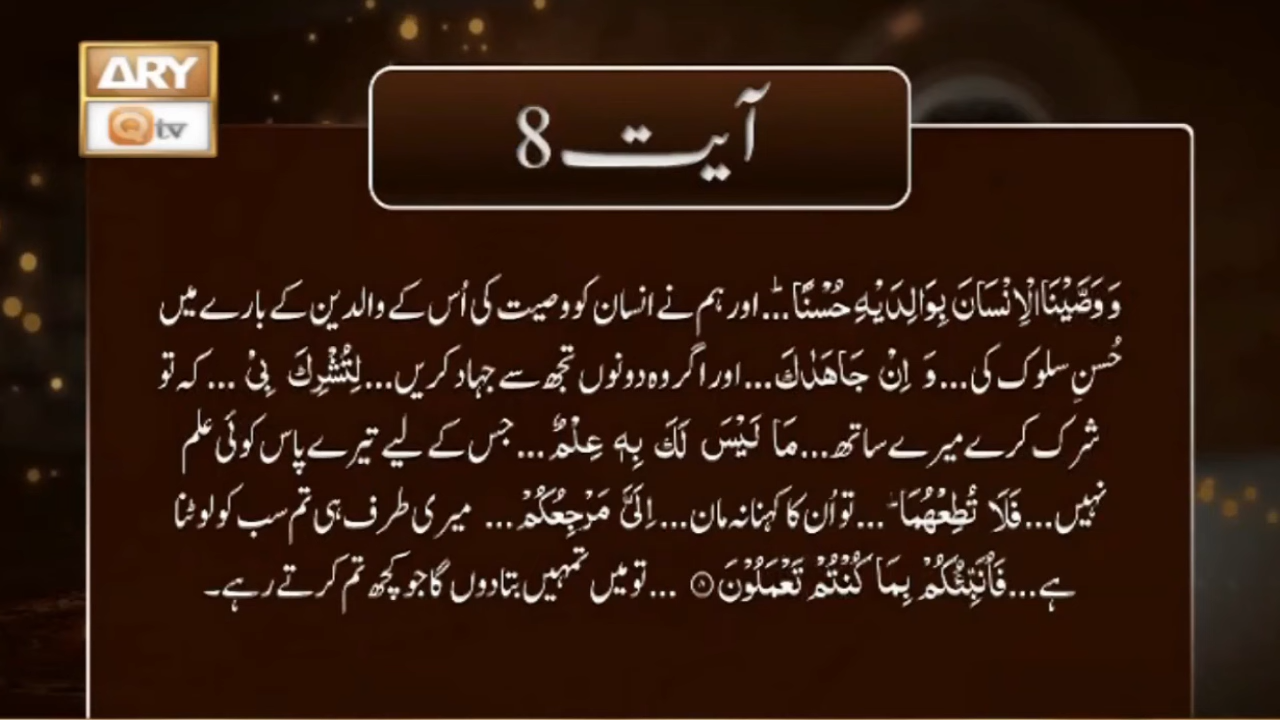 ARY
Qtv
آیت 8
وَ وَصَّیْنَا الْاِنْسَانَ بِوَالِدَیْهِ حُسْنًاؕ... اور ہم نے انسان کو وصیت کی اُس کے والدین کے بارے میں
حُسنِ سلوک کی... وَ اِنْ جَاهَدٰكَ... اور اگر وہ دونوں تجھ سے جہاد کریں... لِتُشْرِكَ بِیْ ... کہ تو
شرک کرے میرے ساتھ... مَا لَیْسَ لَكَ بِهٖ عِلْمٌ... جس کے لیے تیرے پاس کوئی علم
نہیں... فَلَا تُطِعْهُمَاؕ... تو اُن کا کہنا نہ مان... اِلَیَّ مَرْجِعُكُمْ... میری طرف ہی تم سب کو لوٹنا
ہے... فَاُنَبِّئُكُمْ بِمَا كُنْتُمْ تَعْمَلُوْنَ۝۸ ... تو میں تمہیں بتا دوں گا جو کچھ تم کرتے رہے۔